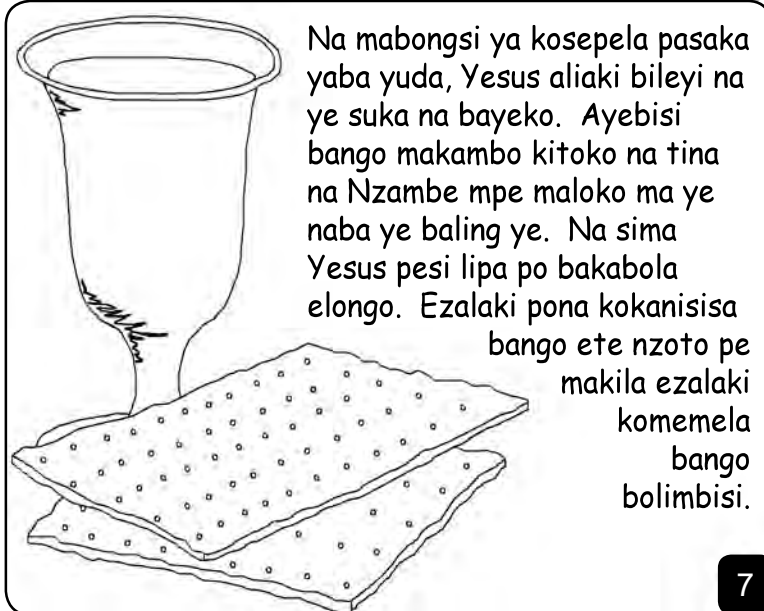 Na mabongsi ya kosepela pasaka
yaba yuda, Yesus aliaki bileyi na
ye suka na bayeko.  Ayebisi
bango makambo kitoko na tina
na Nzambe mpe maloko ma ye
naba ye baling ye.  Na sima
Yesus pesi lipa po bakabola
elongo.  Ezalaki pona kokanisisa
bango ete nzoto pe
makila ezalaki
komemela
bango
bolimbisi.
7